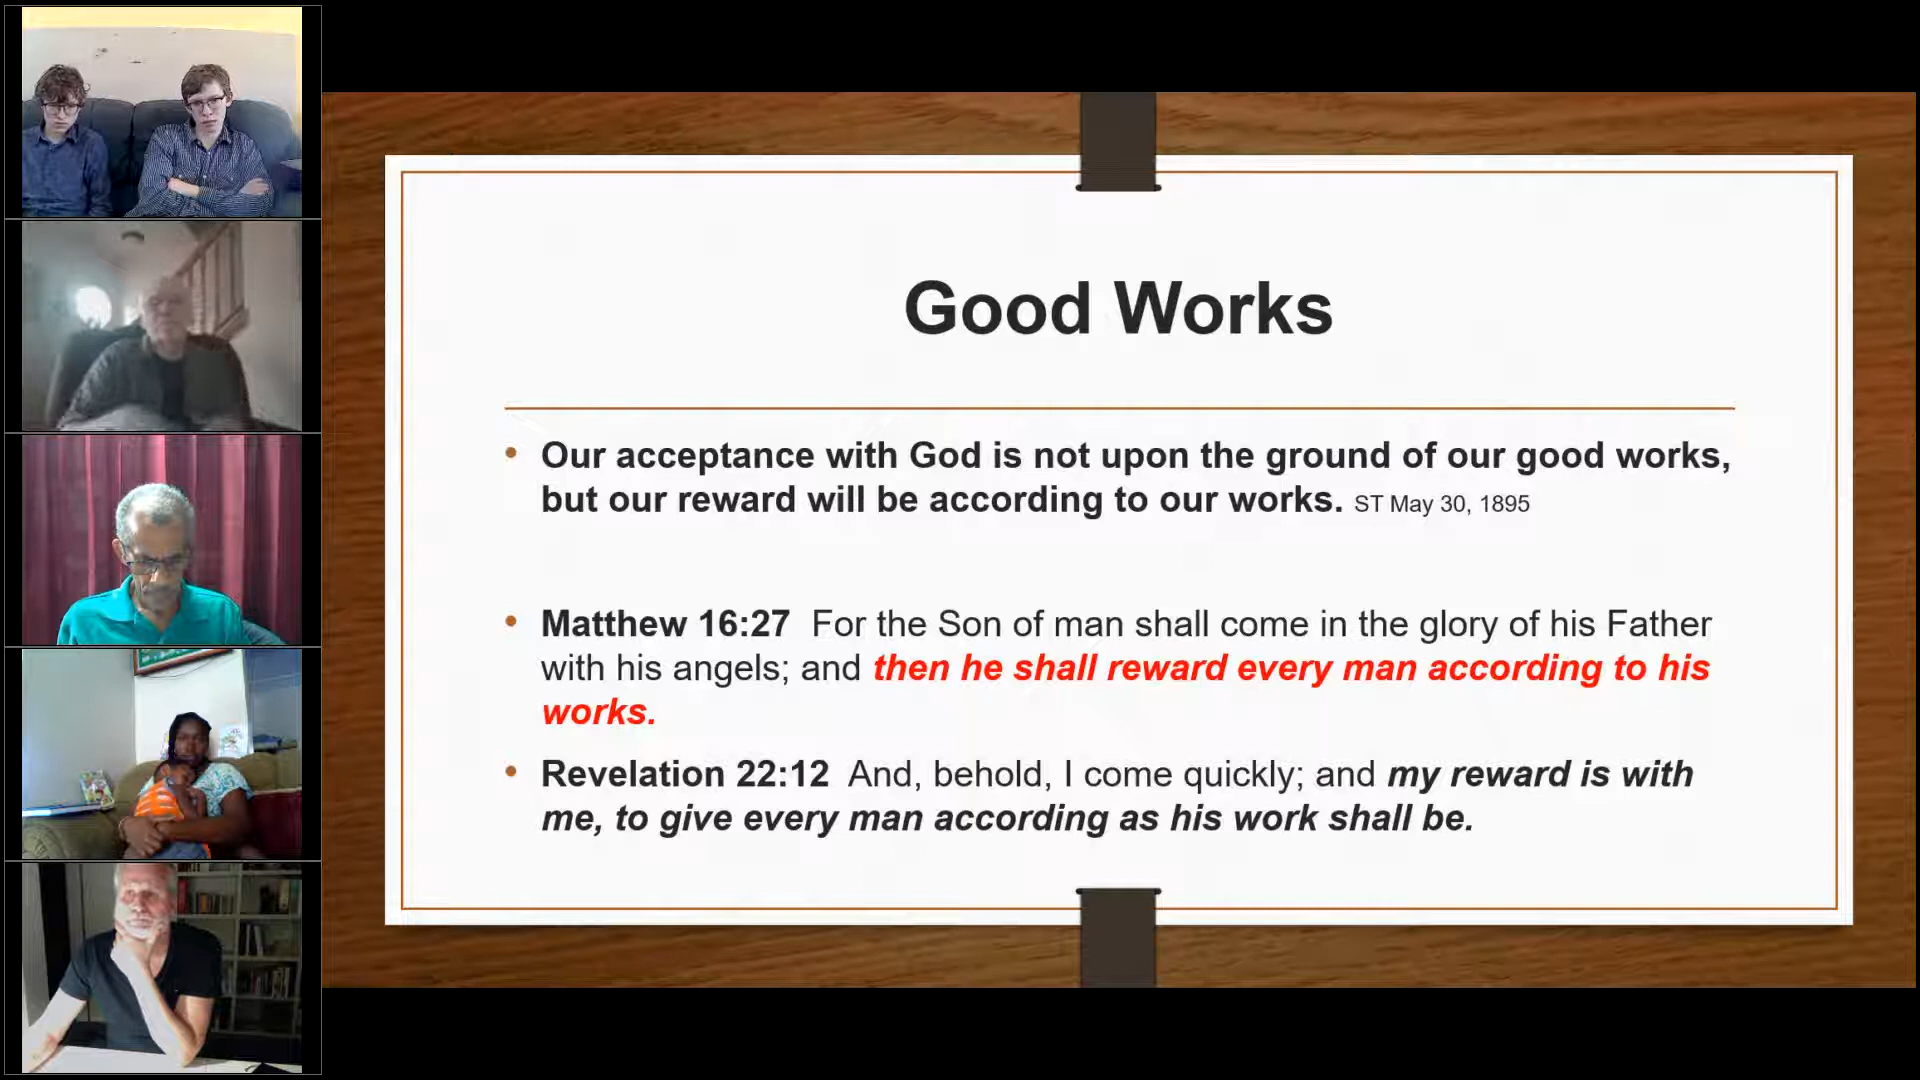 Good Works
• Our acceptance with God is not upon the ground of our good works,
but our reward will be according to our works. ST May 30, 1895
• Matthew 16:27 For the Son of man shall come in the glory of his Father
with his angels; and then he shall reward every man according to his
works.
• Revelation 22:12 And, behold, I come quickly; and my reward is with
me, to give every man according as his work shall be.